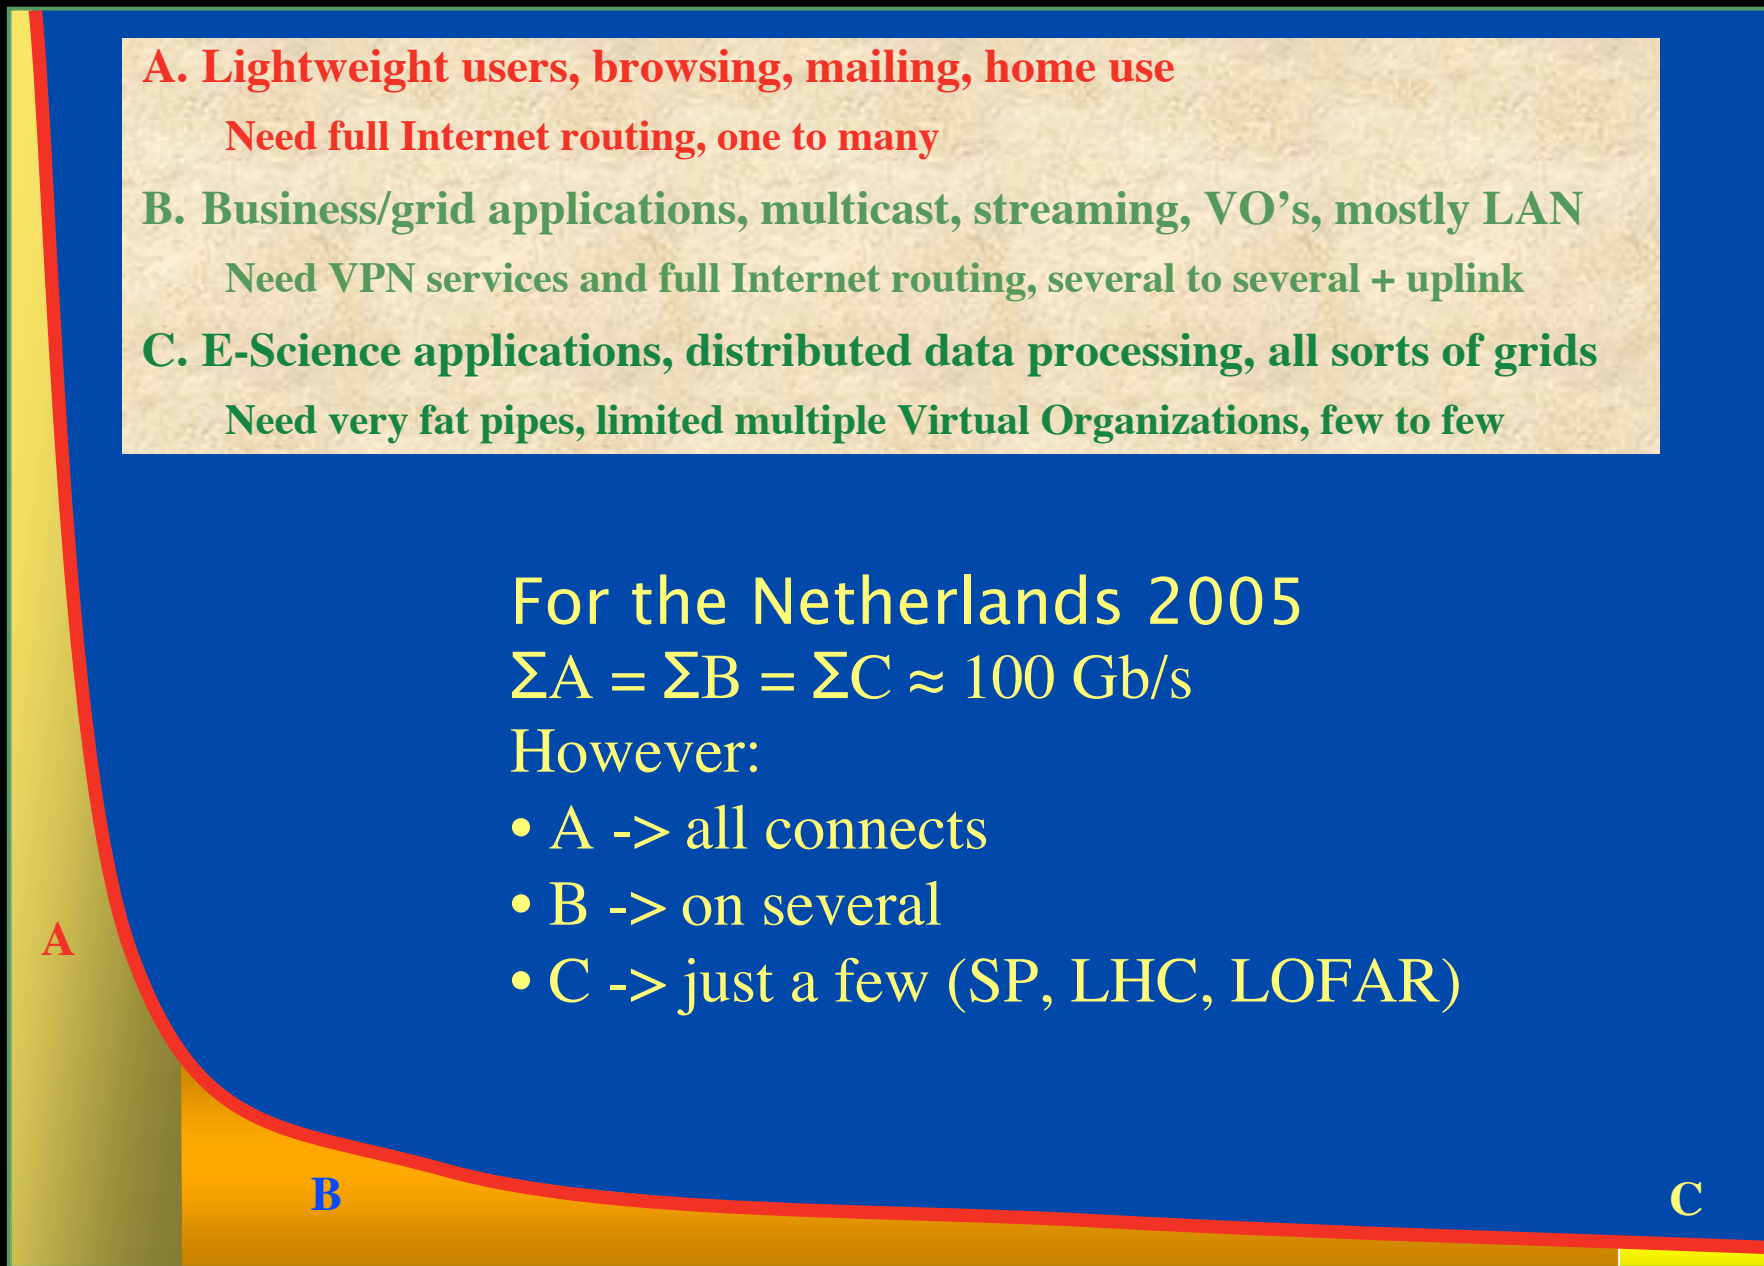 A. Lightweight users, browsing, mailing, home use
Need full Internet routing, one to many
B. Business/grid applications, multicast, streaming, VO’s, mostly LAN
Need VPN services and full Internet routing, several to several + uplink
C. E-Science applications, distributed data processing, all sorts of grids
Need very fat pipes, limited multiple Virtual Organizations, few to few
For the Netherlands 2005
ΣA = ΣB = ΣC ≈ 100 Gb/s
However:
• A -> all connects
• B -> on several
• C -> just a few (SP, LHC, LOFAR)
A
B
C